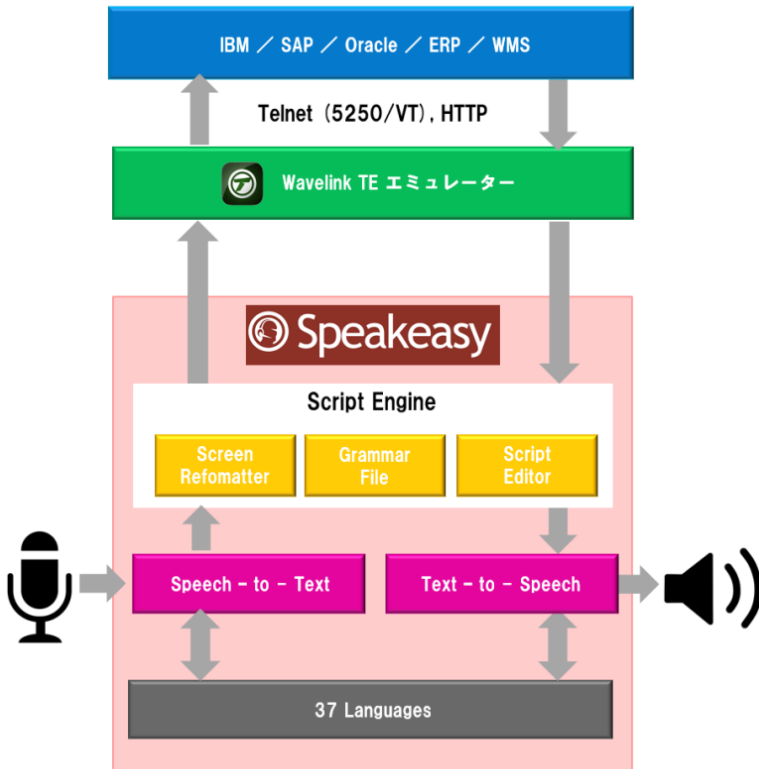 IBM ／ SAP ／ Oracle ／ ERP ／ WMS
Telnet (5250/VT), HTTP
Wavelink TE エミュレーター
Speakeasy
Script Engine
Screen
Refomatter
Grammar
File
Script
Editor
Speech - to - Text
Text - to - Speech
37 Languages